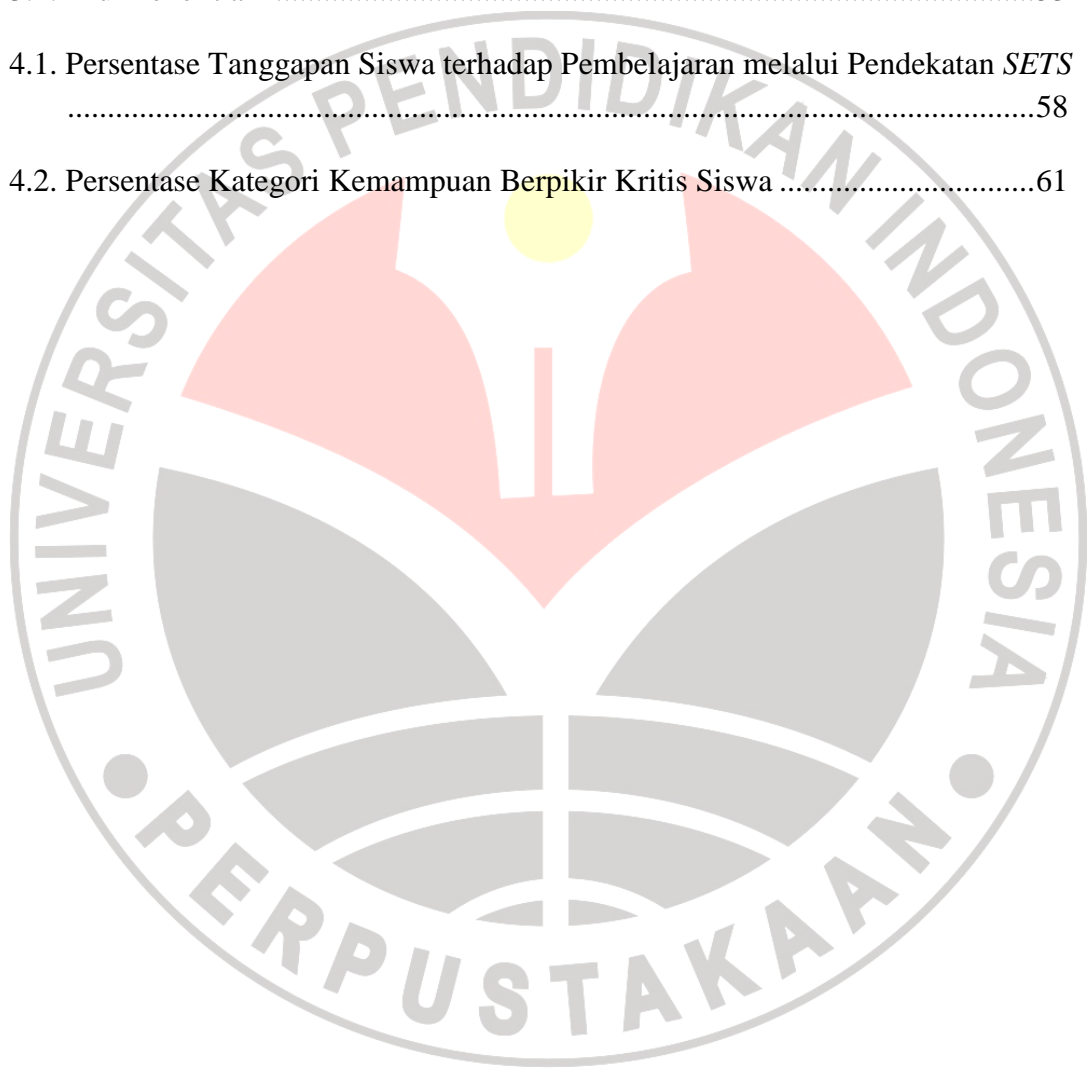 4.1. Persentase Tanggapan Siswa terhadap Pembelajaran melalui Pendekatan SETS
..........................................................................................................................58
4.2. Persentase Kategori Kemampuan Berpikir Kritis Siswa ................................61
UNIVERSITAS PENDIDIKAN INDONESIA
PERPUSTAKAAN